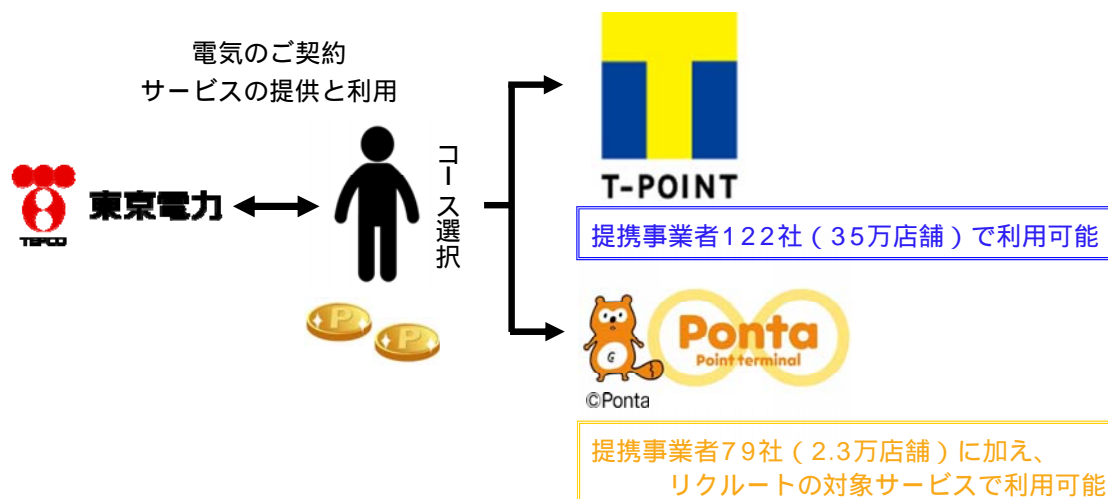 電気のご契約
サービスの提供と利用
東京電力
TEPCO
コース選択
P
P
T-POINT
提携事業者122社(35万店舗)で利用可能
Ponta
Point terminal
©Ponta
提携事業者79社(2.3万店舗)に加え、
リクルートの対象サービスで利用可能